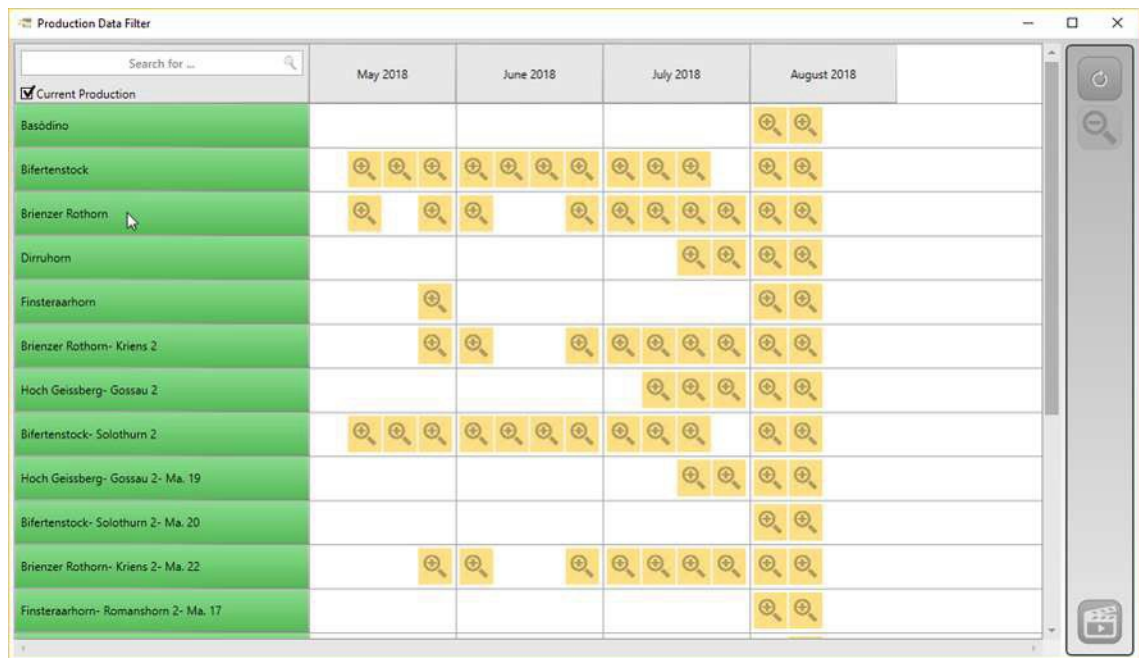 Production Data Filter
Search for ...
Current Production
May 2018
June 2018
July 2018
August 2018
Basòdino
Bifertenstock
Brienzer Rothorn
Dirruhorn
Finsteraarhorn
Brienzer Rothorn- Kriens 2
Hoch Geissberg- Gossau 2
Bifertenstock- Solothurn 2
Hoch Geissberg- Gossau 2- Ma. 19
Bifertenstock- Solothurn 2- Ma. 20
Brienzer Rothorn- Kriens 2- Ma. 22
Finsteraarhorn- Romanshorn 2- Ma. 17